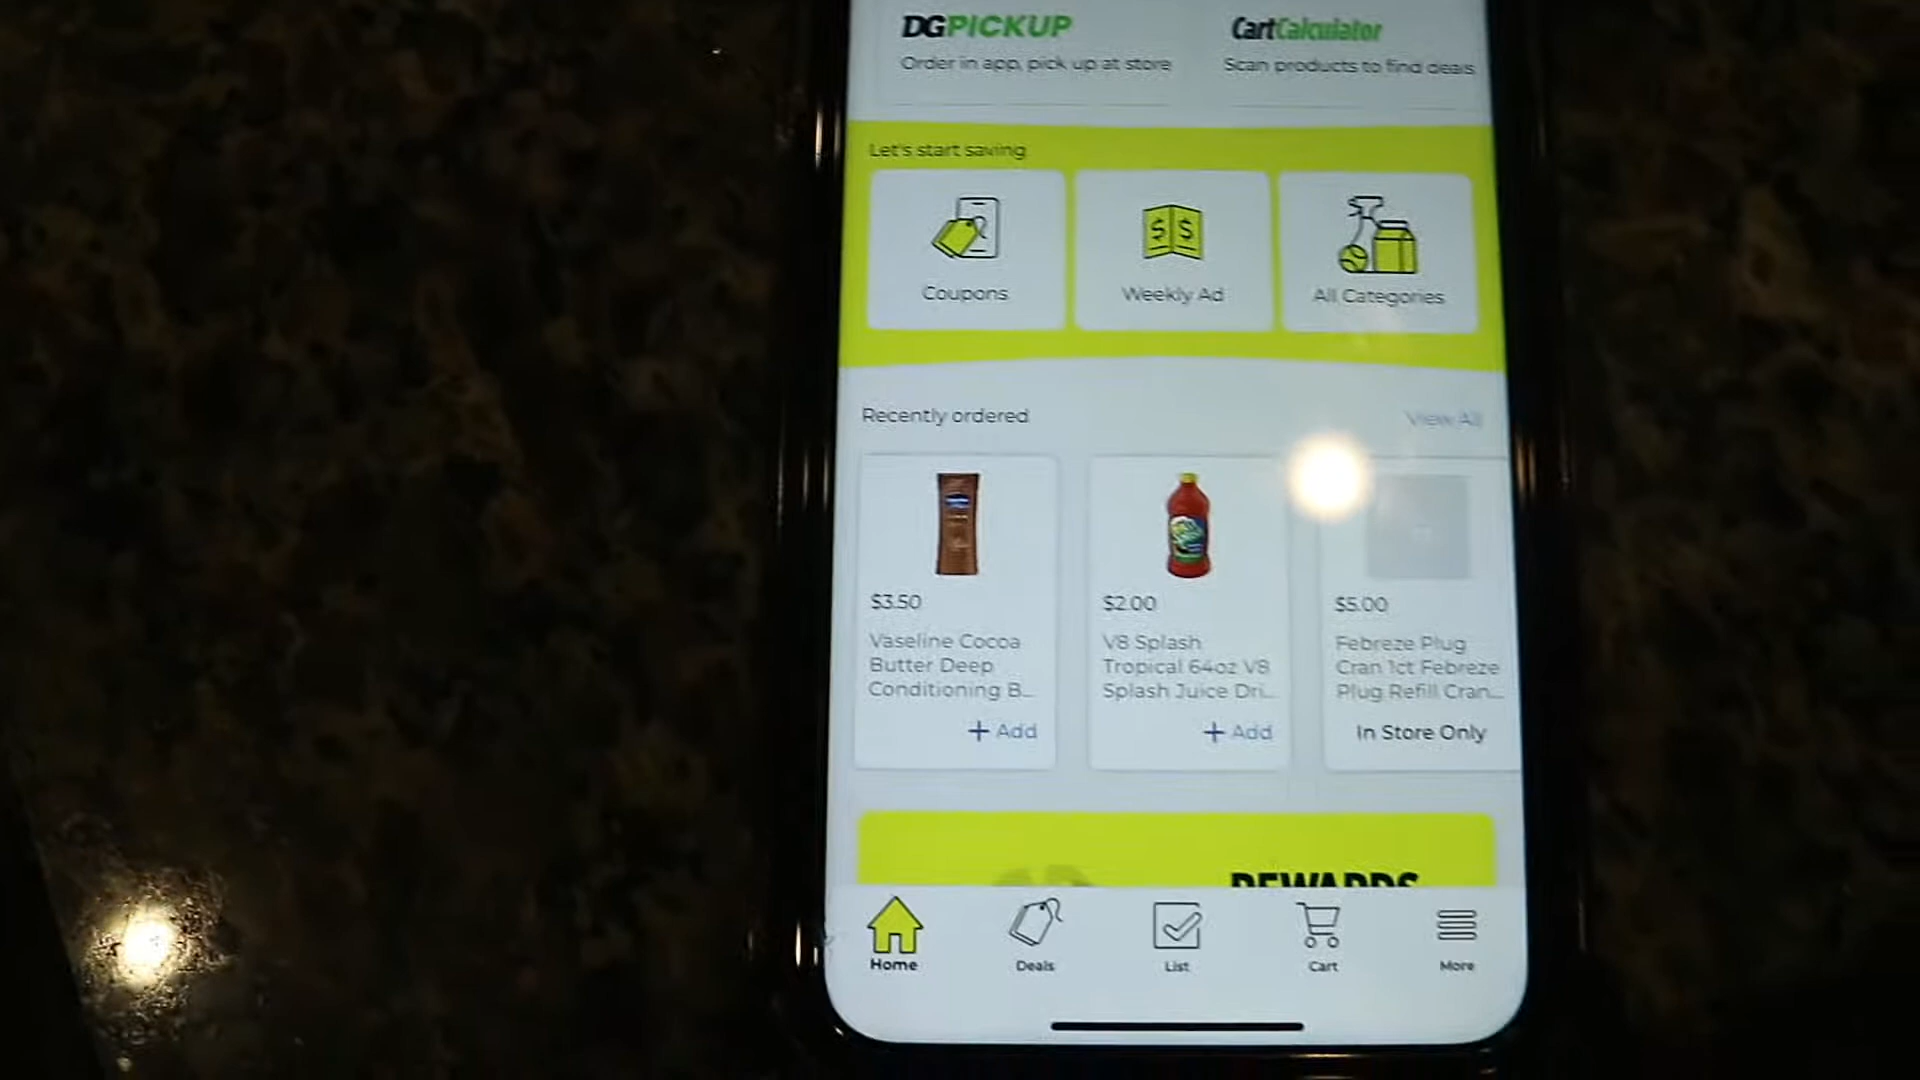 DGPICKUP
CartCalculator
Order in app, pick up at store
Scan products to find deals
Let's start saving
Coupons
Weekly Ad
All Categories
Recently ordered
View All
$3.50
Vaseline Cocoa
Butter Deep
Conditioning B...
+ Add
$2.00
V8 Splash
Tropical 64oz V8
Splash Juice Dri...
+ Add
$5.00
Febreze Plug
Cran 1ct Febreze
Plug Refill Cran...
In Store Only
REWARDS
Home
Deals
List
Cart
More